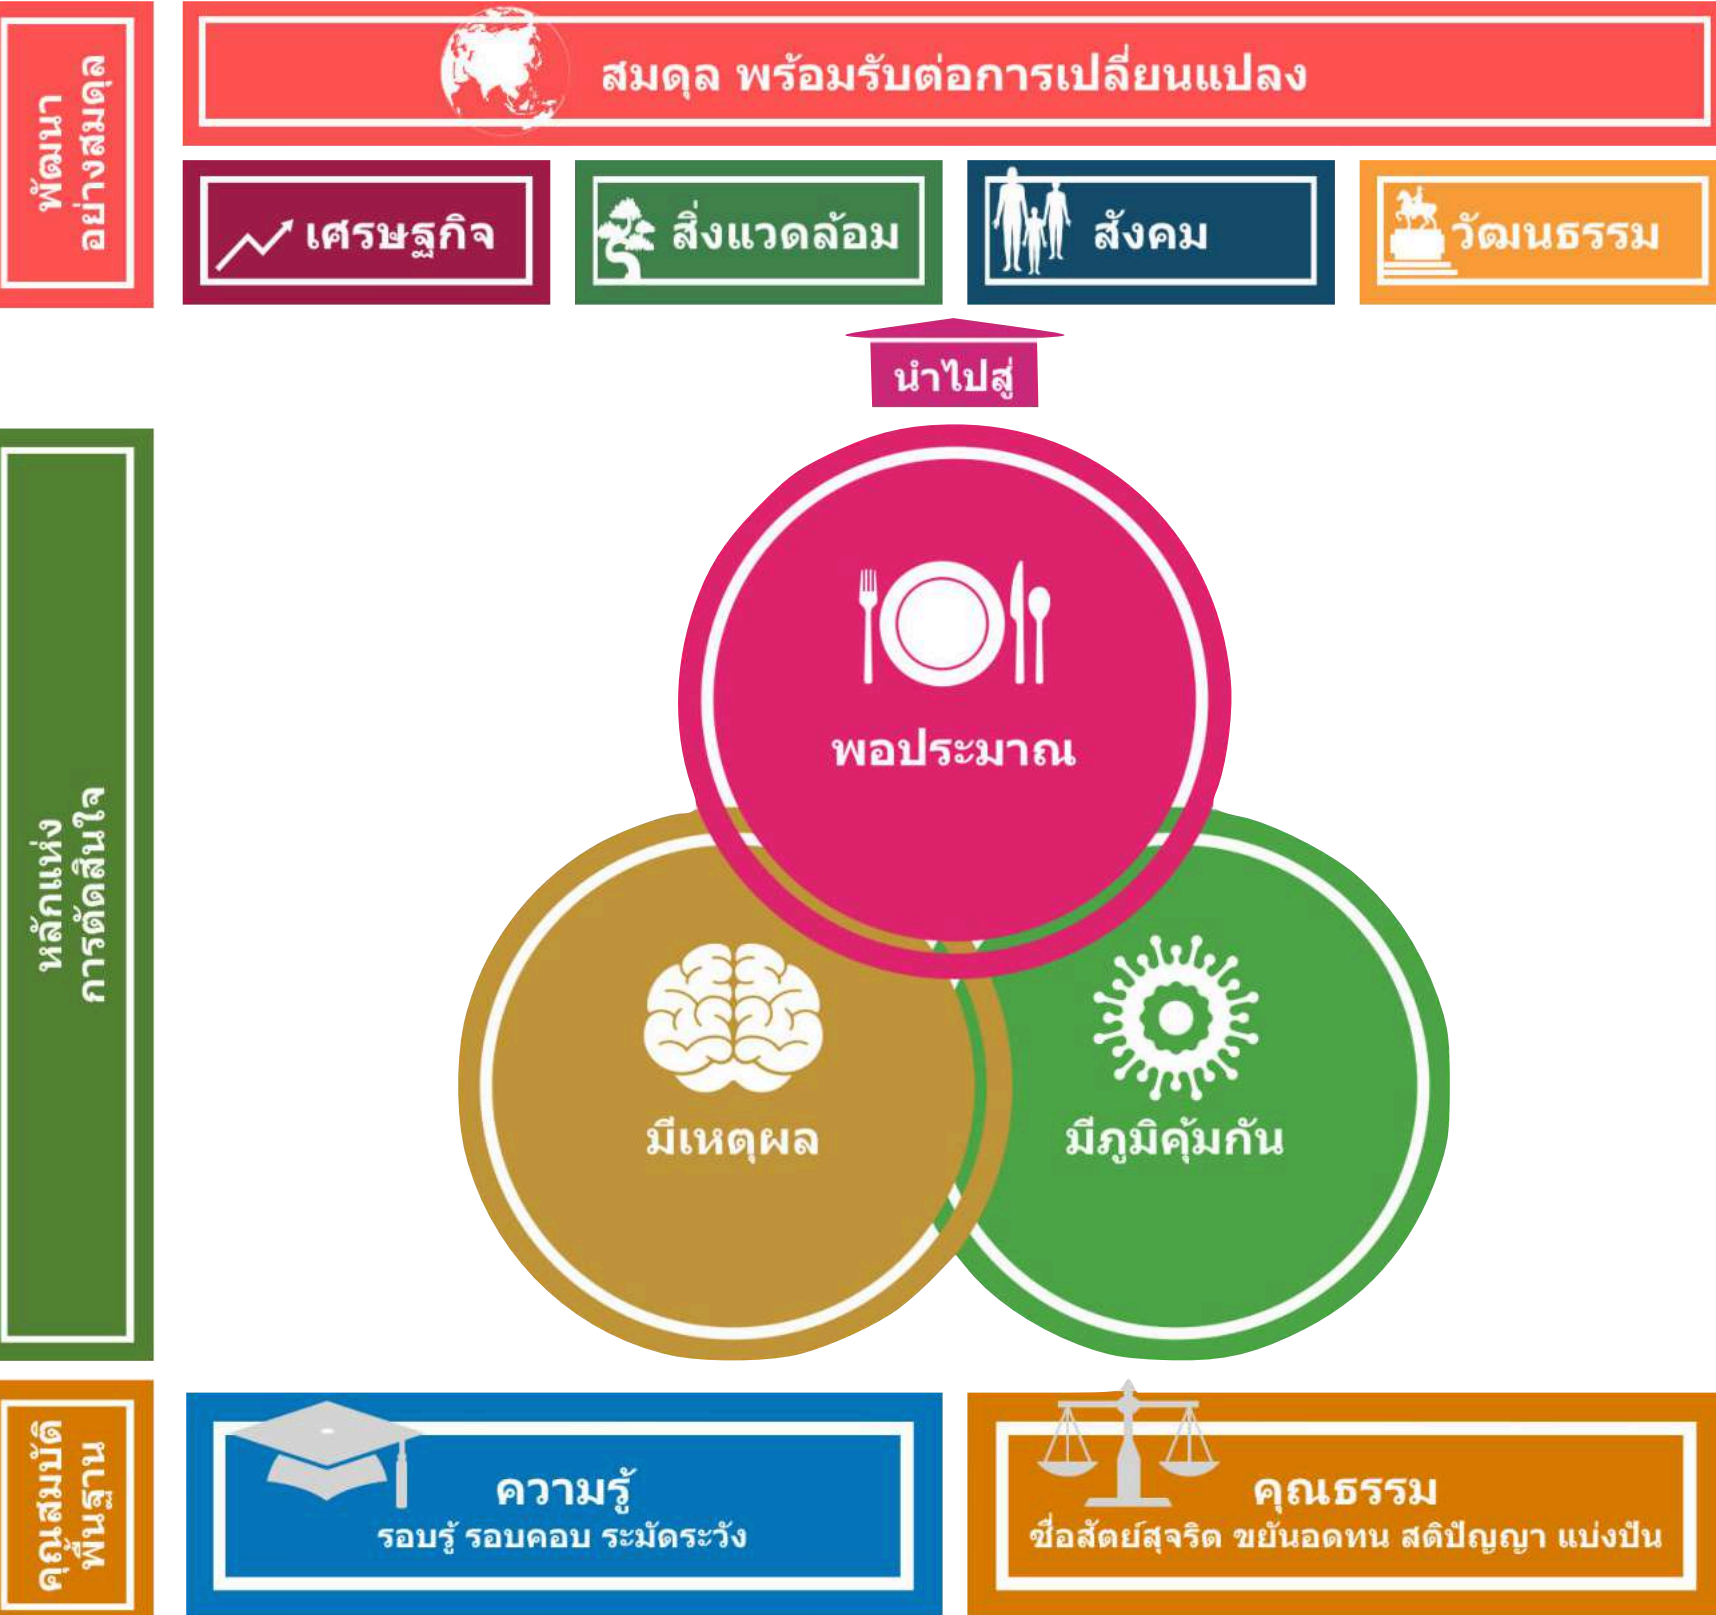 พัฒนา
อย่างสมดุล
สมดุล พร้อมรับต่อการเปลี่ยนแปลง
เศรษฐกิจ
สิ่งแวดล้อม
สังคม
วัฒนธรรม
นำไปสู่
หลักแห่ง
การตัดสินใจ
พอประมาณ
มีเหตุผล
มีภูมิคุ้มกัน
คุณสมบัติ
พื้นฐาน
ความรู้
รอบรู้ รอบคอบ ระมัดระวัง
คุณธรรม
ซื่อสัตย์สุจริต ขยันอดทน สติปัญญา แบ่งปัน